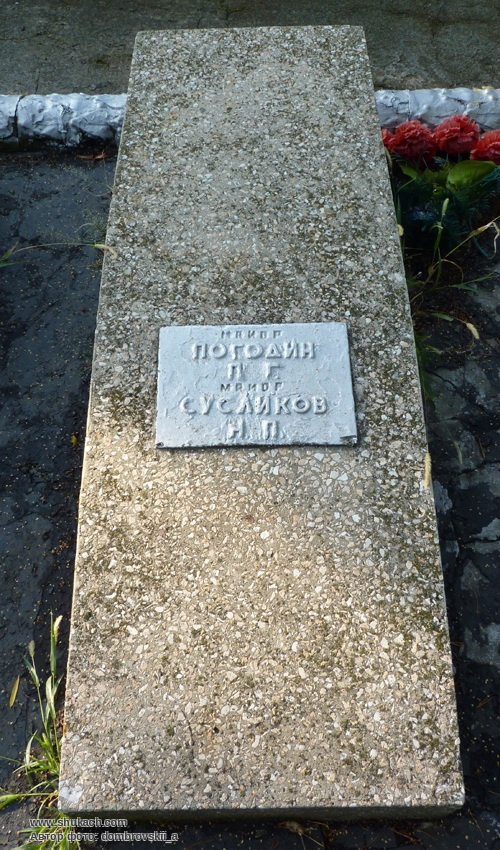 МАЙОР
ПОГОДИН
П Г
МАЙОР
СУСЛИКОВ
Н П
www.shukach.com
Автор фото: dombrovskii_a